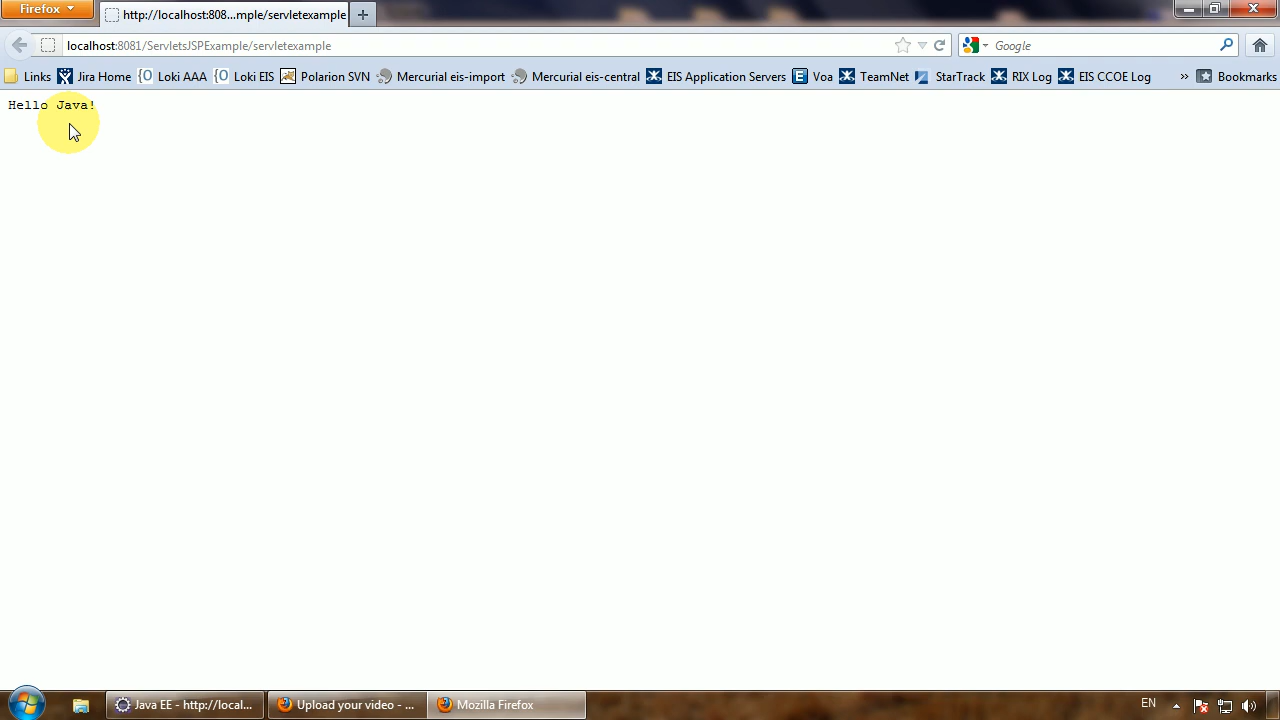 Firefox
http://localhost:808...mple/servletexample
localhost:8081/ServletsJSPExample/servletexample
Google
Links Jira Home Loki AAA Loki EIS Polarion SVN Mercurial eis-import Mercurial eis-central EIS Application Servers Voa TeamNet StarTrack RIX Log EIS CCOE Log » Bookmarks
Hello Java!
Java EE - http://local...
Upload your video - ...
Mozilla Firefox
EN